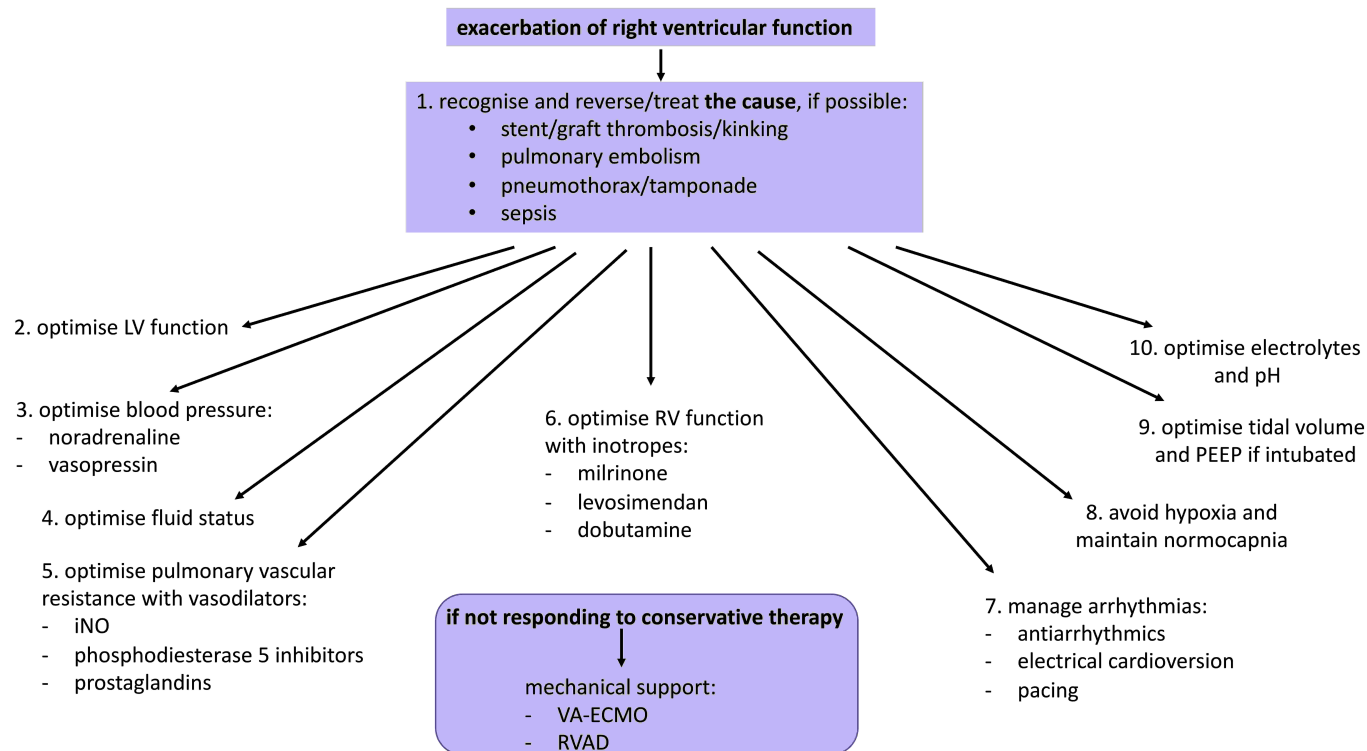 exacerbation of right ventricular function
1. recognise and reverse/treat the cause, if possible:
• stent/graft thrombosis/kinking
• pulmonary embolism
• pneumothorax/tamponade
• sepsis
2. optimise LV function
3. optimise blood pressure:
- noradrenaline
- vasopressin
4. optimise fluid status
5. optimise pulmonary vascular
resistance with vasodilators:
- iNO
- phosphodiesterase 5 inhibitors
- prostaglandins
6. optimise RV function
with inotropes:
- milrinone
- levosimendan
- dobutamine
if not responding to conservative therapy
mechanical support:
- VA-ECMO
- RVAD
7. manage arrhythmias:
- antiarrhythmics
- electrical cardioversion
- pacing
8. avoid hypoxia and
maintain normocapnia
9. optimise tidal volume
and PEEP if intubated
10. optimise electrolytes
and pH